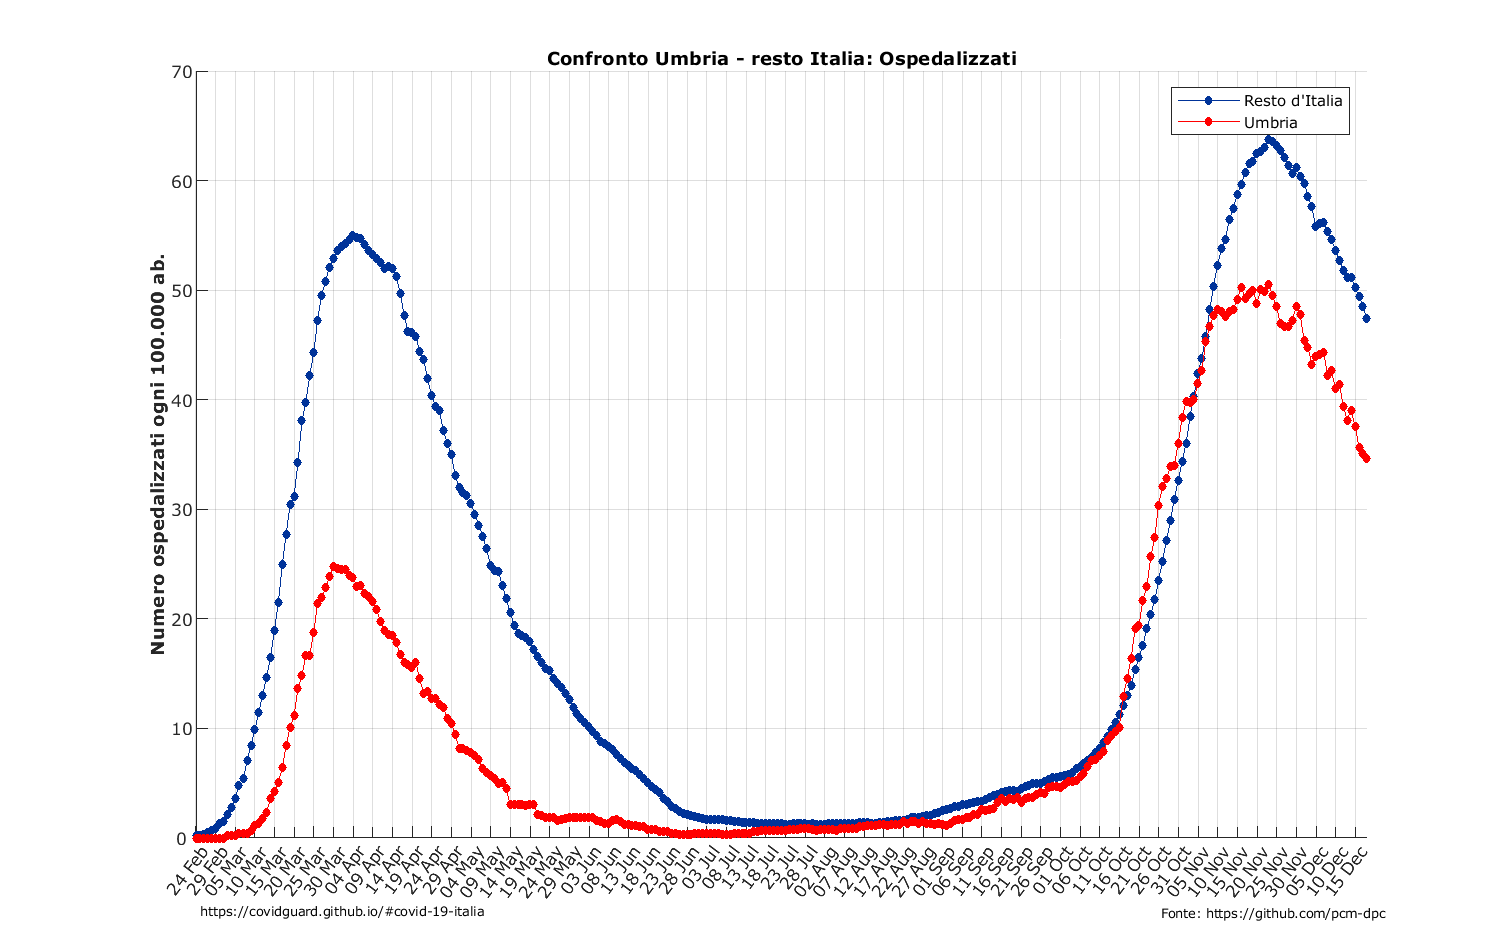 Confronto Umbria - resto Italia: Ospedalizzati
Resto d'Italia
Umbria
Numero ospedalizzati ogni 100.000 ab.
70
60
50
40
30
20
10
0
24 Feb
29 Feb
05 Mar
10 Mar
15 Mar
20 Mar
25 Mar
30 Mar
04 Apr
09 Apr
14 Apr
19 Apr
24 Apr
29 Apr
04 May
09 May
14 May
19 May
24 May
29 May
03 Jun
08 Jun
13 Jun
18 Jun
23 Jun
28 Jun
03 Jul
08 Jul
13 Jul
18 Jul
23 Jul
28 Jul
02 Aug
07 Aug
12 Aug
17 Aug
22 Aug
27 Aug
01 Sep
06 Sep
11 Sep
16 Sep
21 Sep
26 Sep
01 Oct
06 Oct
11 Oct
16 Oct
21 Oct
26 Oct
31 Oct
05 Nov
10 Nov
15 Nov
20 Nov
25 Nov
30 Nov
05 Dec
10 Dec
15 Dec
https://covidguard.github.io/#covid-19-italia
Fonte: https://github.com/pcm-dpc